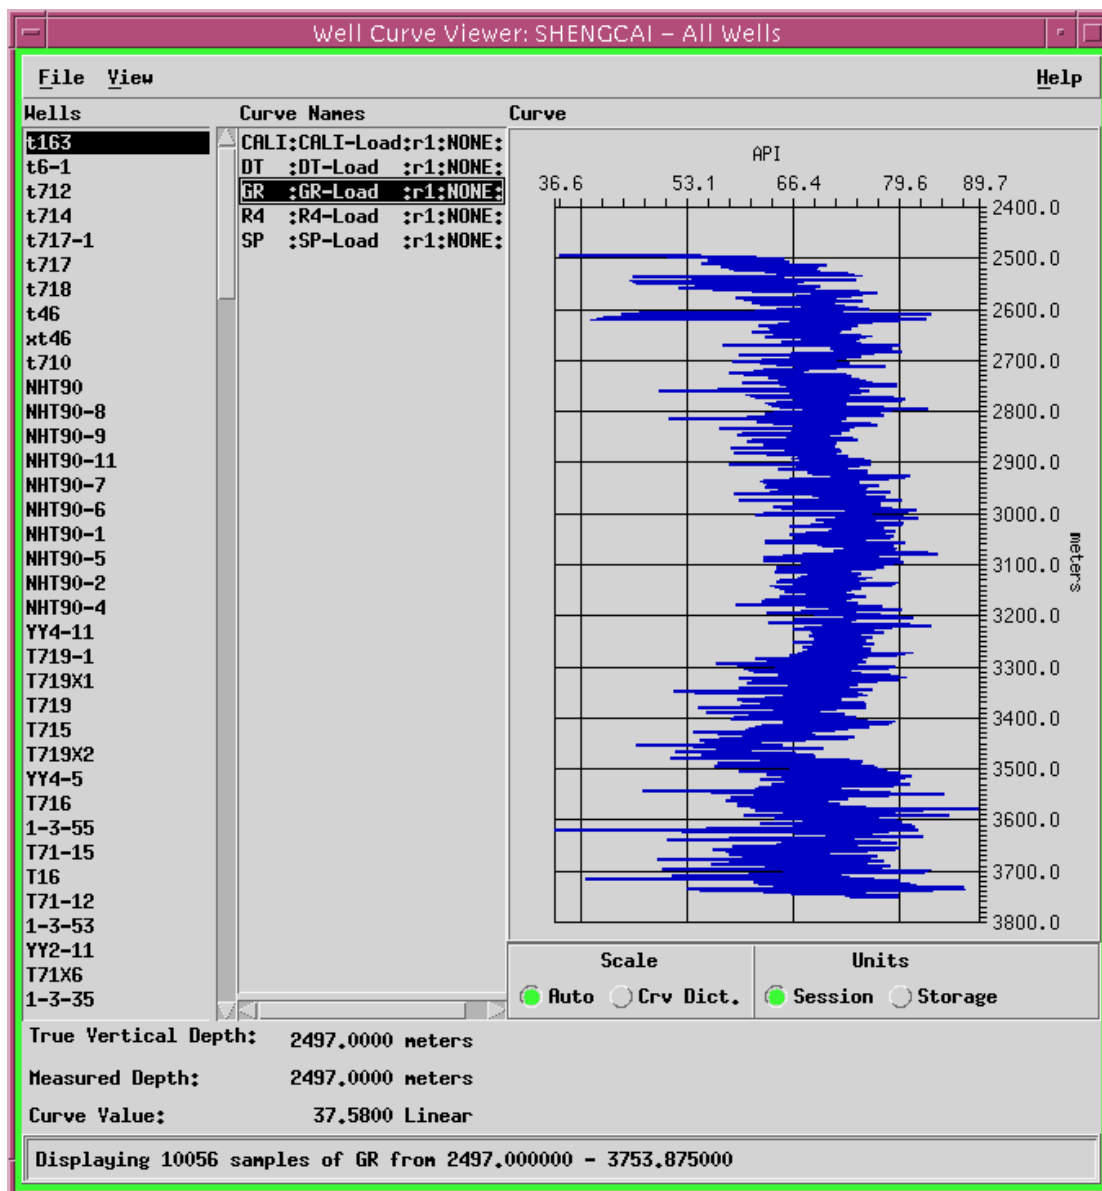 Well Curve Viewer: SHENGCAI – All Wells
File View Help
Wells
t163
t6-1
t712
t714
t717-1
t717
t718
t46
xt46
t710
NHT90
NHT90-8
NHT90-9
NHT90-11
NHT90-7
NHT90-6
NHT90-1
NHT90-5
NHT90-2
NHT90-4
YY4-11
T719-1
T719X1
T719
T715
T719X2
YY4-5
T716
1-3-55
T71-15
T16
T71-12
1-3-53
YY2-11
T71X6
1-3-35
Curve Names
CALI:CALI-Load:r1:NONE:
DT :DT-Load :r1:NONE:
GR :GR-Load :r1:NONE:
R4 :R4-Load :r1:NONE:
SP :SP-Load :r1:NONE:
Curve
API
36.6 53.1 66.4 79.6 89.7
2400.0
2500.0
2600.0
2700.0
2800.0
2900.0
3000.0
3100.0
3200.0
3300.0
3400.0
3500.0
3600.0
3700.0
3800.0
meters
Scale
Auto Crv Dict.
Units
Session Storage
True Vertical Depth: 2497.0000 meters
Measured Depth: 2497.0000 meters
Curve Value: 37.5800 Linear
Displaying 10056 samples of GR from 2497.000000 - 3753.875000